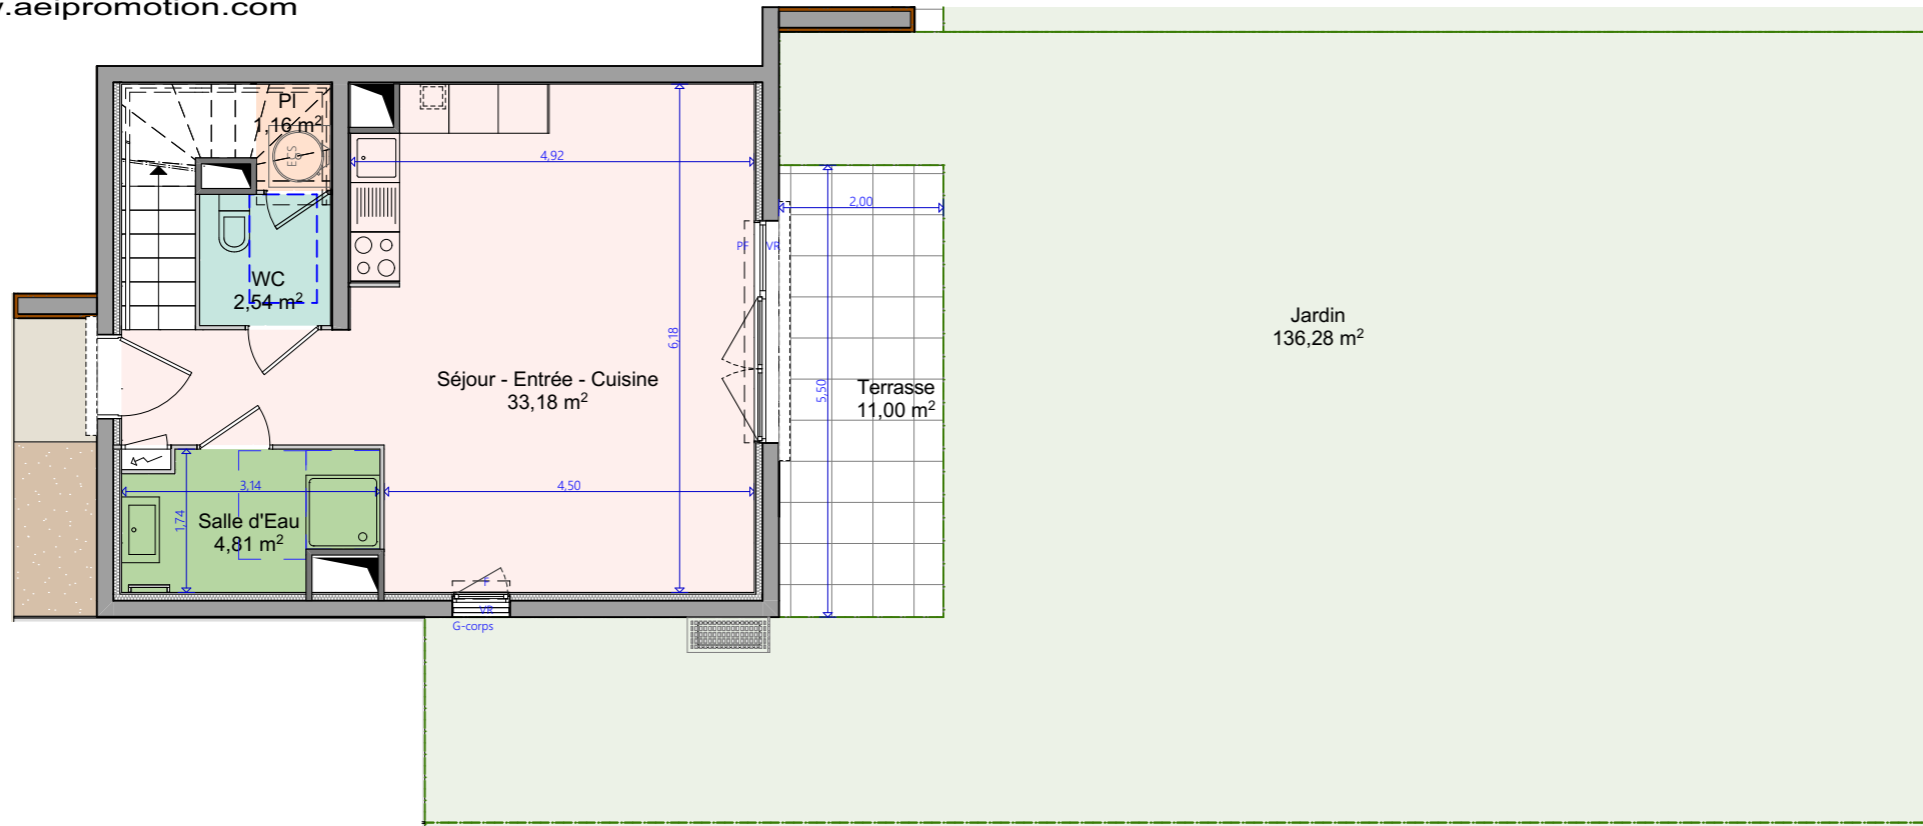 .aeipromotion.com
Pl
1,16 m²
ECS
4,92
2,00
PF VR
WC
2,54 m²
6,18
Jardin
136,28 m²
Séjour - Entrée - Cuisine
33,18 m²
5,50
Terrasse
11,00 m²
3,14
4,50
1,74
Salle d'Eau
4,81 m²
F
VR
G-corps